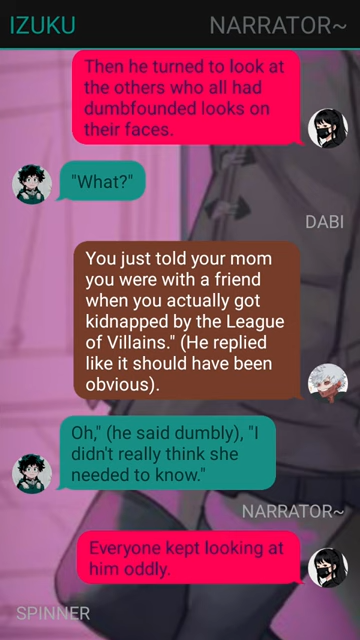 IZUKU
NARRATOR~
Then he turned to look at
the others who all had
dumbfounded looks on
their faces.
"What?"
DABI
You just told your mom
you were with a friend
when you actually got
kidnapped by the League
of Villains." (He replied
like it should have been
obvious).
Oh," (he said dumbly), "I
didn't really think she
needed to know."
NARRATOR~
Everyone kept looking at
him oddly.
SPINNER